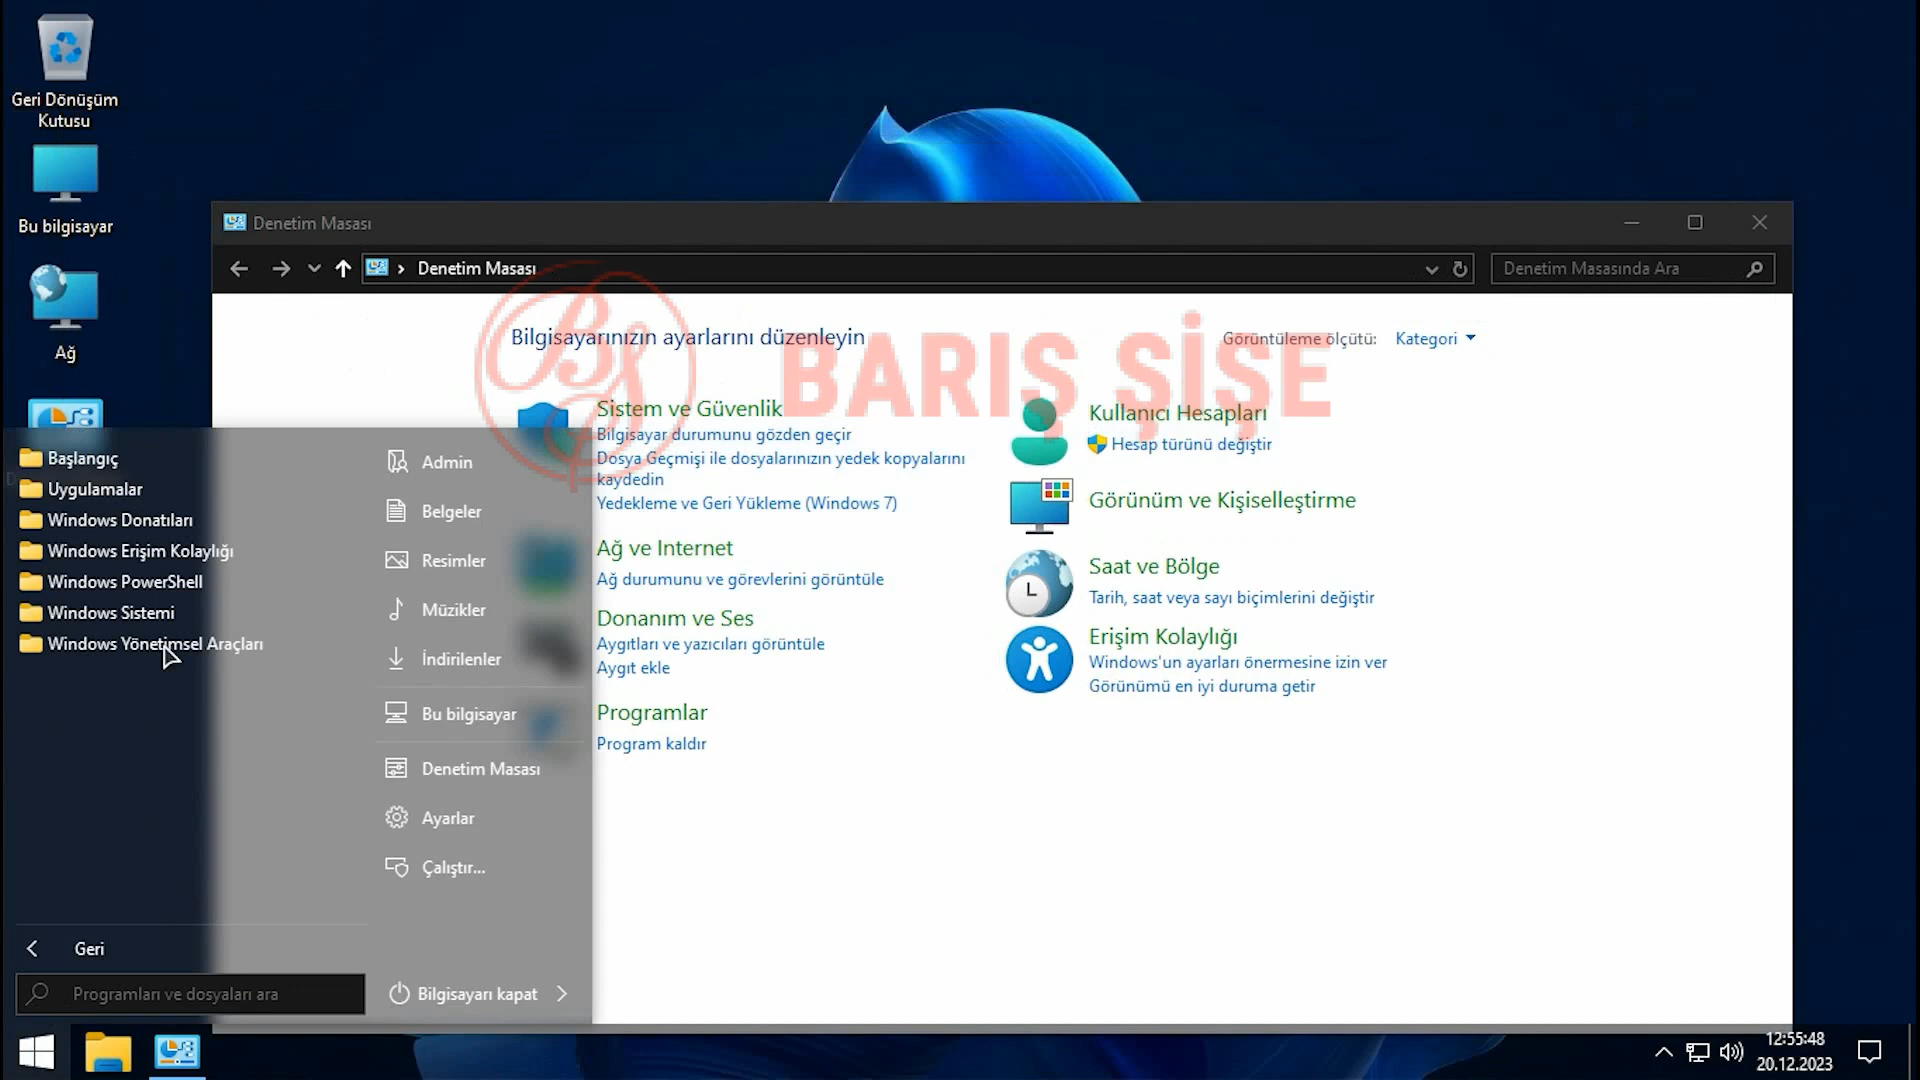 Geri Dönüşüm
Kutusu
Bu bilgisayar
Ağ
Denetim Masası
Denetim Masası
Denetim Masasında Ara
Bilgisayarınızın ayarlarını düzenleyin
Görüntüleme ölçütü: Kategori
BS
BARIŞ ŞİŞE
Sistem ve Güvenlik
Bilgisayar durumunu gözden geçir
Dosya Geçmişi ile dosyalarınızın yedek kopyalarını
kaydedin
Yedekleme ve Geri Yükleme (Windows 7)
Ağ ve Internet
Ağ durumunu ve görevlerini görüntüle
Donanım ve Ses
Aygıtları ve yazıcıları görüntüle
Aygıt ekle
Programlar
Program kaldır
Kullanıcı Hesapları
Hesap türünü değiştir
Görünüm ve Kişiselleştirme
Saat ve Bölge
Tarih, saat veya sayı biçimlerini değiştir
Erişim Kolaylığı
Windows'un ayarları önermesine izin ver
Görünümü en iyi duruma getir
Başlangıç
Uygulamalar
Windows Donatıları
Windows Erişim Kolaylığı
Windows PowerShell
Windows Sistemi
Windows Yönetimsel Araçları
Geri
Programları ve dosyaları ara
Admin
Belgeler
Resimler
Müzikler
İndirilenler
Bu bilgisayar
Denetim Masası
Ayarlar
Çalıştır...
Bilgisayarı kapat
12:55:48
20.12.2023